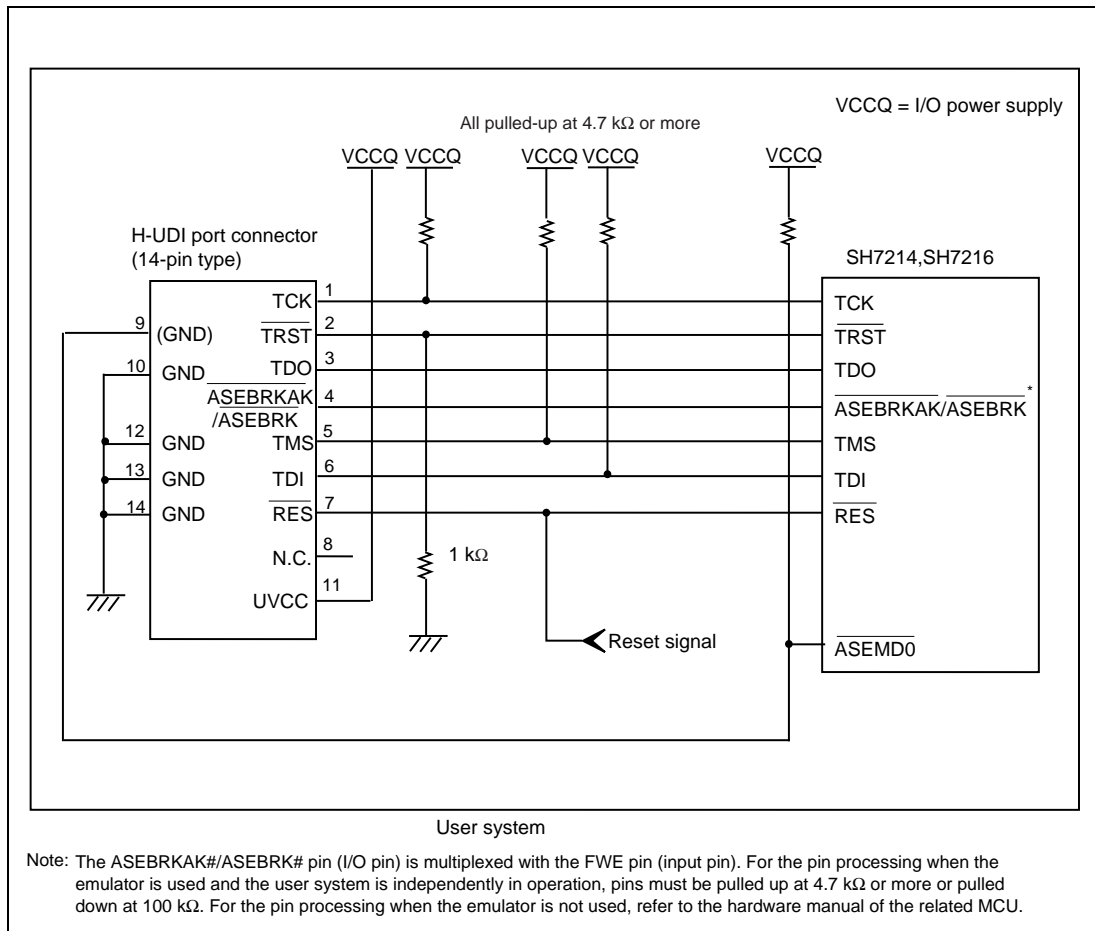 VCCQ = I/O power supply
All pulled-up at 4.7 kΩ or more
VCCQ VCCQ VCCQ VCCQ VCCQ
H-UDI port connector
(14-pin type)
SH7214,SH7216
TCK 1 TCK
9 (GND) TRST 2 TRST
10 GND TDO 3 TDO
ASEBRKAK
/ASEBRK 4 ASEBRKAK/ASEBRK*
12 GND TMS 5 TMS
13 GND TDI 6 TDI
14 GND RES 7 RES
N.C. 8
1 kΩ
UVCC 11
Reset signal
ASEMD0
User system
Note: The ASEBRKAK#/ASEBRK# pin (I/O pin) is multiplexed with the FWE pin (input pin). For the pin processing when the
emulator is used and the user system is independently in operation, pins must be pulled up at 4.7 kΩ or more or pulled
down at 100 kΩ. For the pin processing when the emulator is not used, refer to the hardware manual of the related MCU.